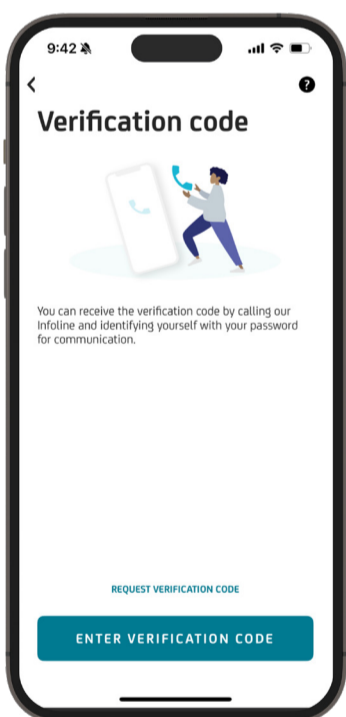 9:42
?
Verification code
You can receive the verification code by calling our
Infoline and identifying yourself with your password
for communication.
REQUEST VERIFICATION CODE
ENTER VERIFICATION CODE